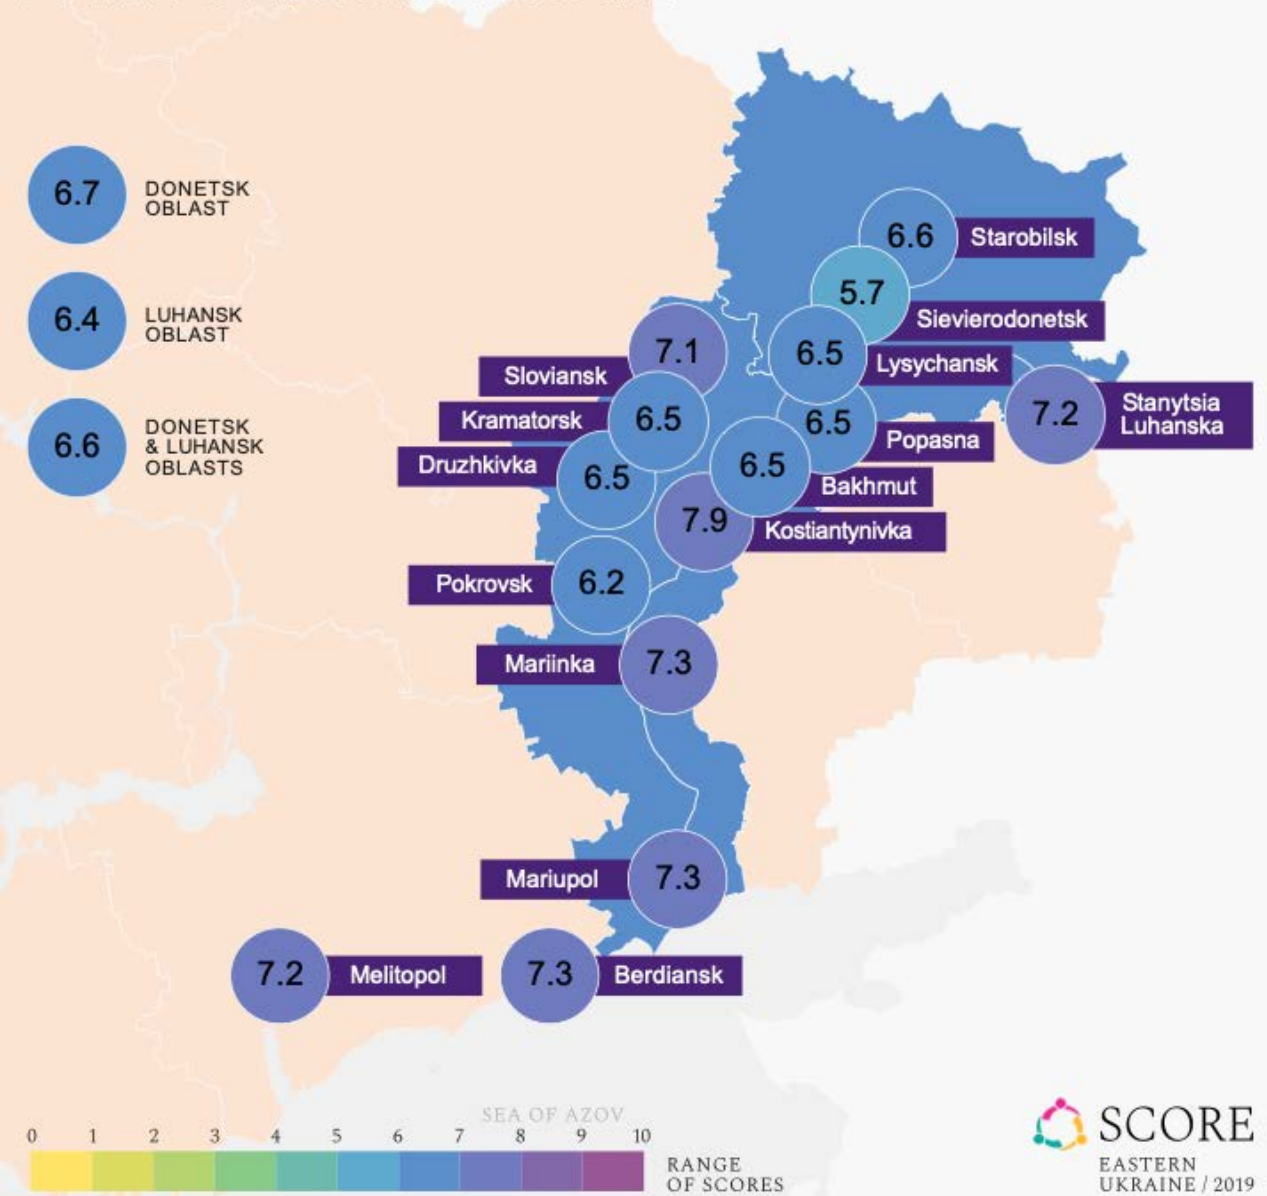 6.7
DONETSK
OBLAST
6.4
LUHANSK
OBLAST
6.6
DONETSK
& LUHANSK
OBLASTS
6.6 Starobilsk
5.7 Sievierodonetsk
Sloviansk 7.1
6.5 Lysychansk
7.2 Stanytsia
Luhanska
Kramatorsk 6.5
6.5 Popasna
Druzhkivka 6.5
6.5 Bakhmut
7.9 Kostiantynivka
Pokrovsk 6.2
Mariinka 7.3
Mariupol 7.3
7.2 Melitopol
7.3 Berdiansk
SEA OF AZOV
0 1 2 3 4 5 6 7 8 9 10
RANGE
OF SCORES
SCORE
EASTERN
UKRAINE / 2019